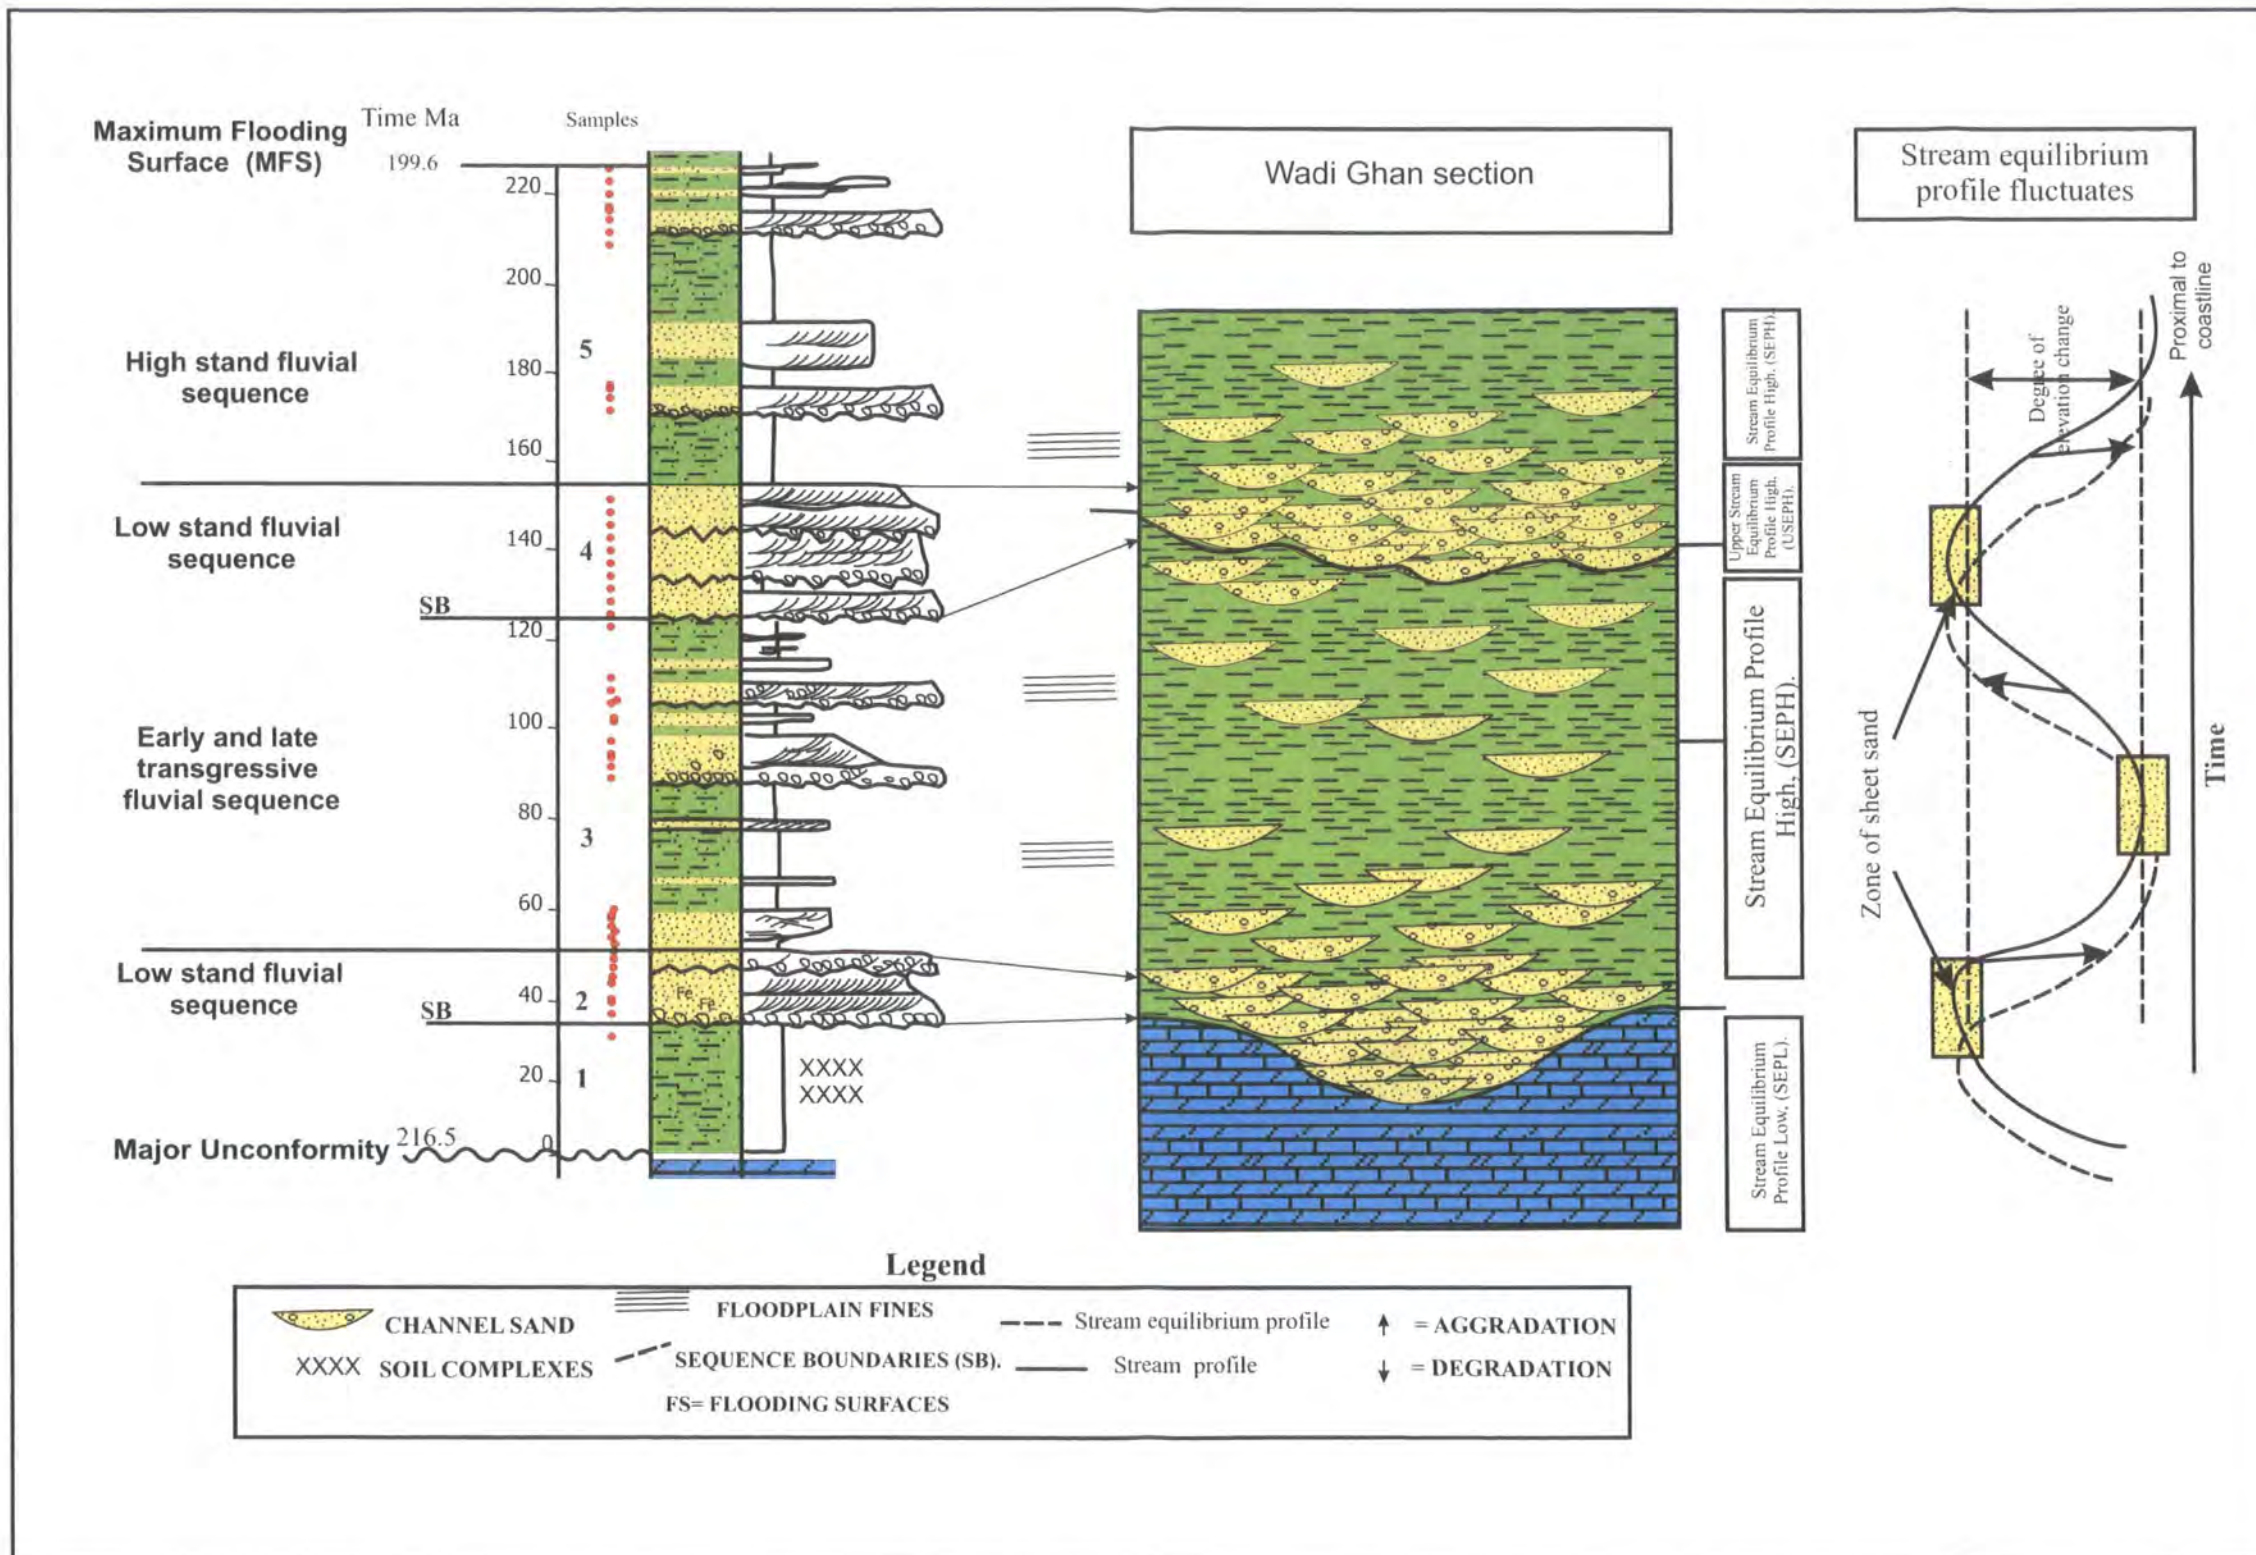 Maximum Flooding
Surface (MFS)
Time Ma
199.6
Samples
220
200
180
160
140
120
100
80
60
40
20
0
High stand fluvial
sequence
5
Low stand fluvial
sequence
4
SB
Early and late
transgressive
fluvial sequence
3
Low stand fluvial
sequence
2
SB
Fe
Fe
1
XXXX
XXXX
Major Unconformity
216.5
Wadi Ghan section
Stream Equilibrium
Profile High, (SEPH).
Upper Stream
Equilibrium
Profile High.
(USEPH).
Stream Equilibrium Profile
High, (SEPH).
Stream Equilibrium
Profile Low, (SEPL).
Stream equilibrium
profile fluctuates
Proximal to
coastline
Degree of
elevation change
Zone of sheet sand
Time
Legend
CHANNEL SAND
XXXX SOIL COMPLEXES
FLOODPLAIN FINES
SEQUENCE BOUNDARIES (SB).
FS= FLOODING SURFACES
Stream equilibrium profile
Stream profile
= AGGRADATION
= DEGRADATION